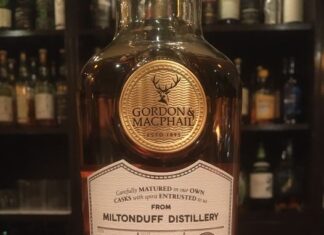 GORDON &
MACPHAIL
ESTD 1895
Carefully MATURED in our OWN
CASKS with spirit ENTRUSTED to us
FROM
MILTONDUFF DISTILLERY